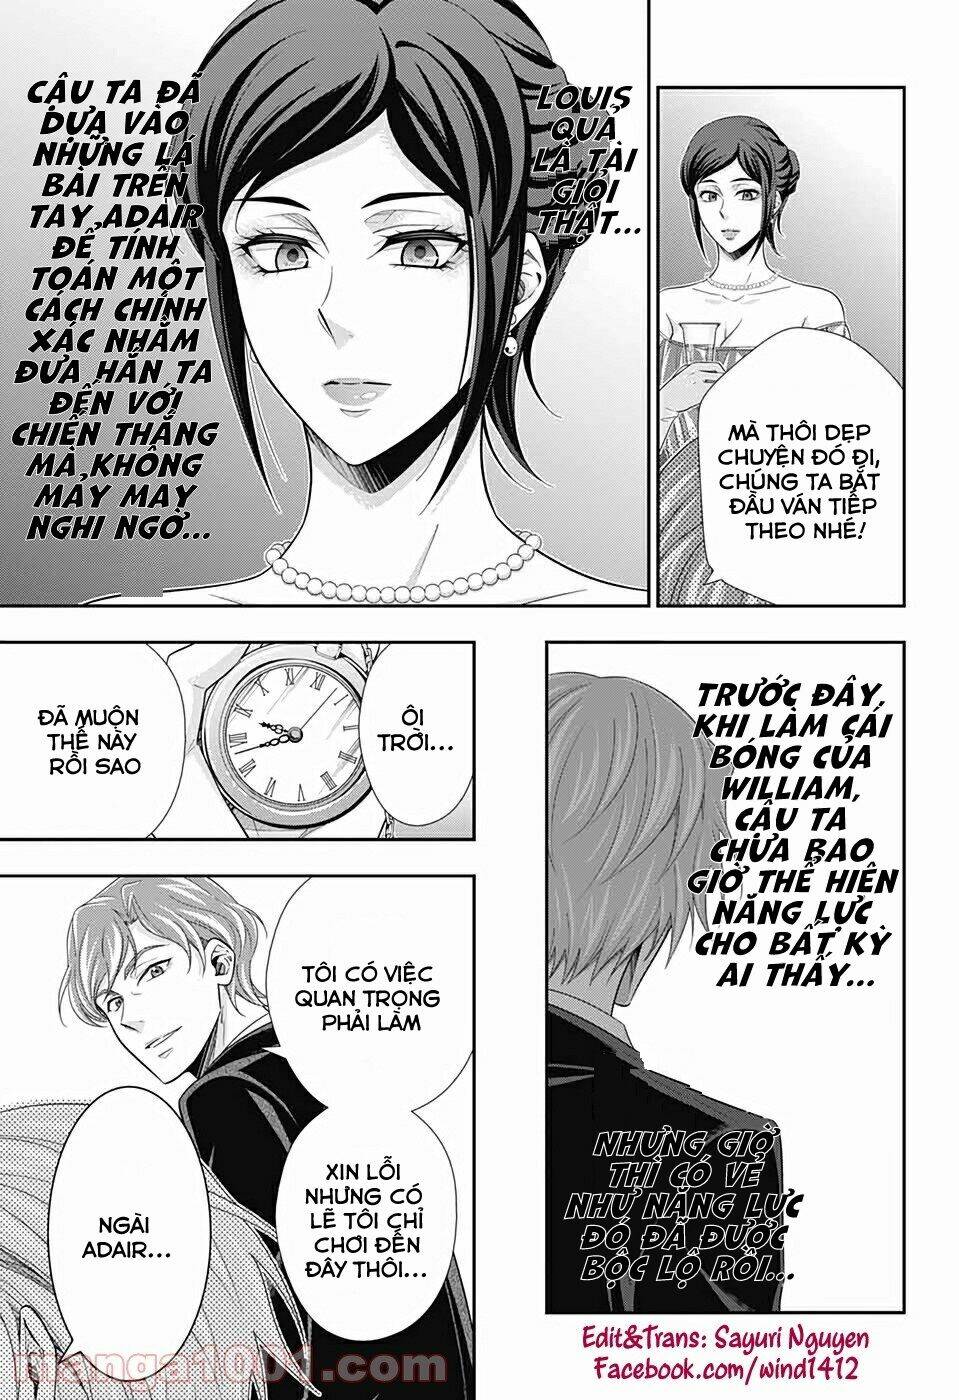 MÀ THÔI DẸP
CHUYỆN ĐÓ ĐI,
CHÚNG TA BẮT
ĐẦU VÁN TIẾP
THEO NHÉ!
LOUIS
QUẢ
LÀ TÀI
GIỎI
THẬT...
CẬU TA ĐÃ
DỰA VÀO
NHỮNG LÁ
BÀI TRÊN
TAY ADAIR
ĐỂ TÍNH
TOÁN MỘT
CÁCH CHÍNH
XÁC NHẰM
ĐƯA HẮN TA
ĐẾN VỚI
CHIẾN THẮNG
MÀ KHÔNG
MẢY MAY
NGHI NGỜ...
TRƯỚC ĐÂY,
KHI LÀM CÁI
BÓNG CỦA
WILLIAM,
CẬU TA
CHƯA BAO
GIỜ THỂ HIỆN
NĂNG LỰC
CHO BẤT KỲ
AI THẤY...
NHƯNG GIỜ
THÌ CÓ VẺ
NHƯ NĂNG LỰC
ĐÓ ĐÃ ĐƯỢC
BỘC LỘ RỒI...
ÔI
TRỜI...
ĐÃ MUỘN
THẾ NÀY
RỒI SAO
TÔI CÓ VIỆC
QUAN TRỌNG
PHẢI LÀM
XIN LỖI
NHƯNG CÓ
LẼ TÔI CHỈ
CHƠI ĐẾN
ĐÂY THÔI...
NGÀI
ADAIR...
Edit&Trans: Sayuri Nguyen
Facebook.com/wind1412
manga1001.com